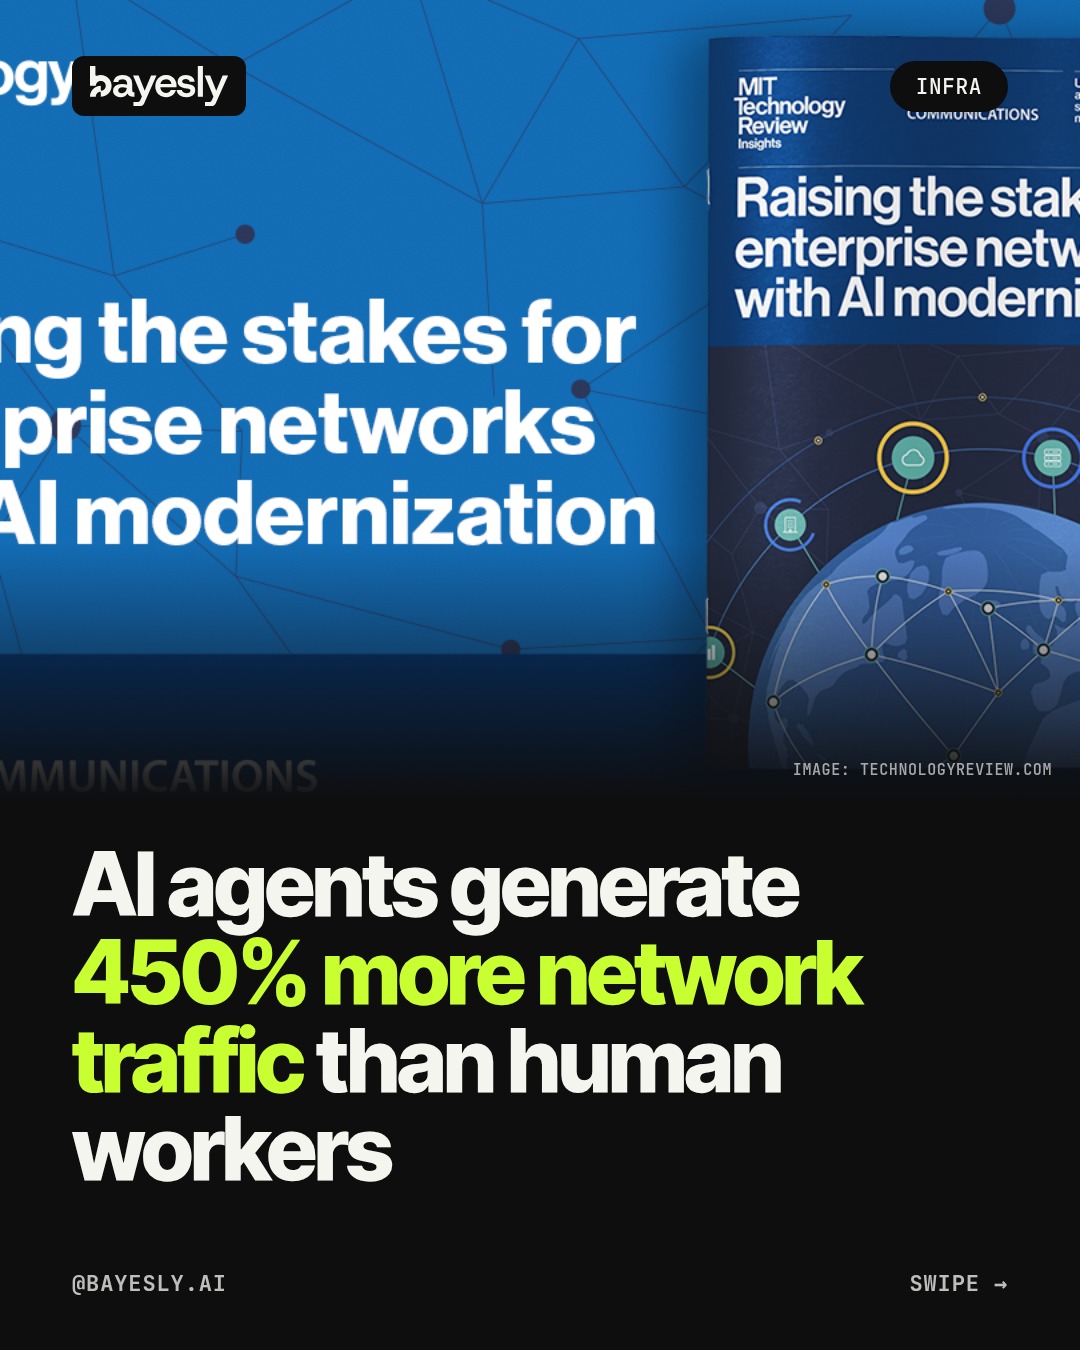 ogy
bayesly
INFRA
MIT
Technology
Review
Insights
COMMUNICATIONS
Raising the stak
enterprise netw
with AI moderni
ng the stakes for
prise networks
AI modernization
MMUNICATIONS
IMAGE: TECHNOLOGYREVIEW.COM
AI agents generate
450% more network
traffic than human
workers
@BAYESLY.AI
SWIPE →